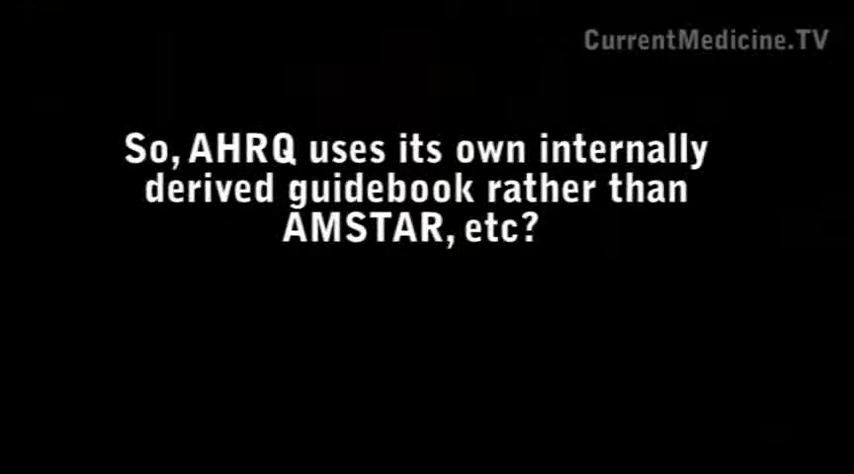 CurrentMedicine.TV
So, AHRQ uses its own internally
derived guidebook rather than
AMSTAR, etc?